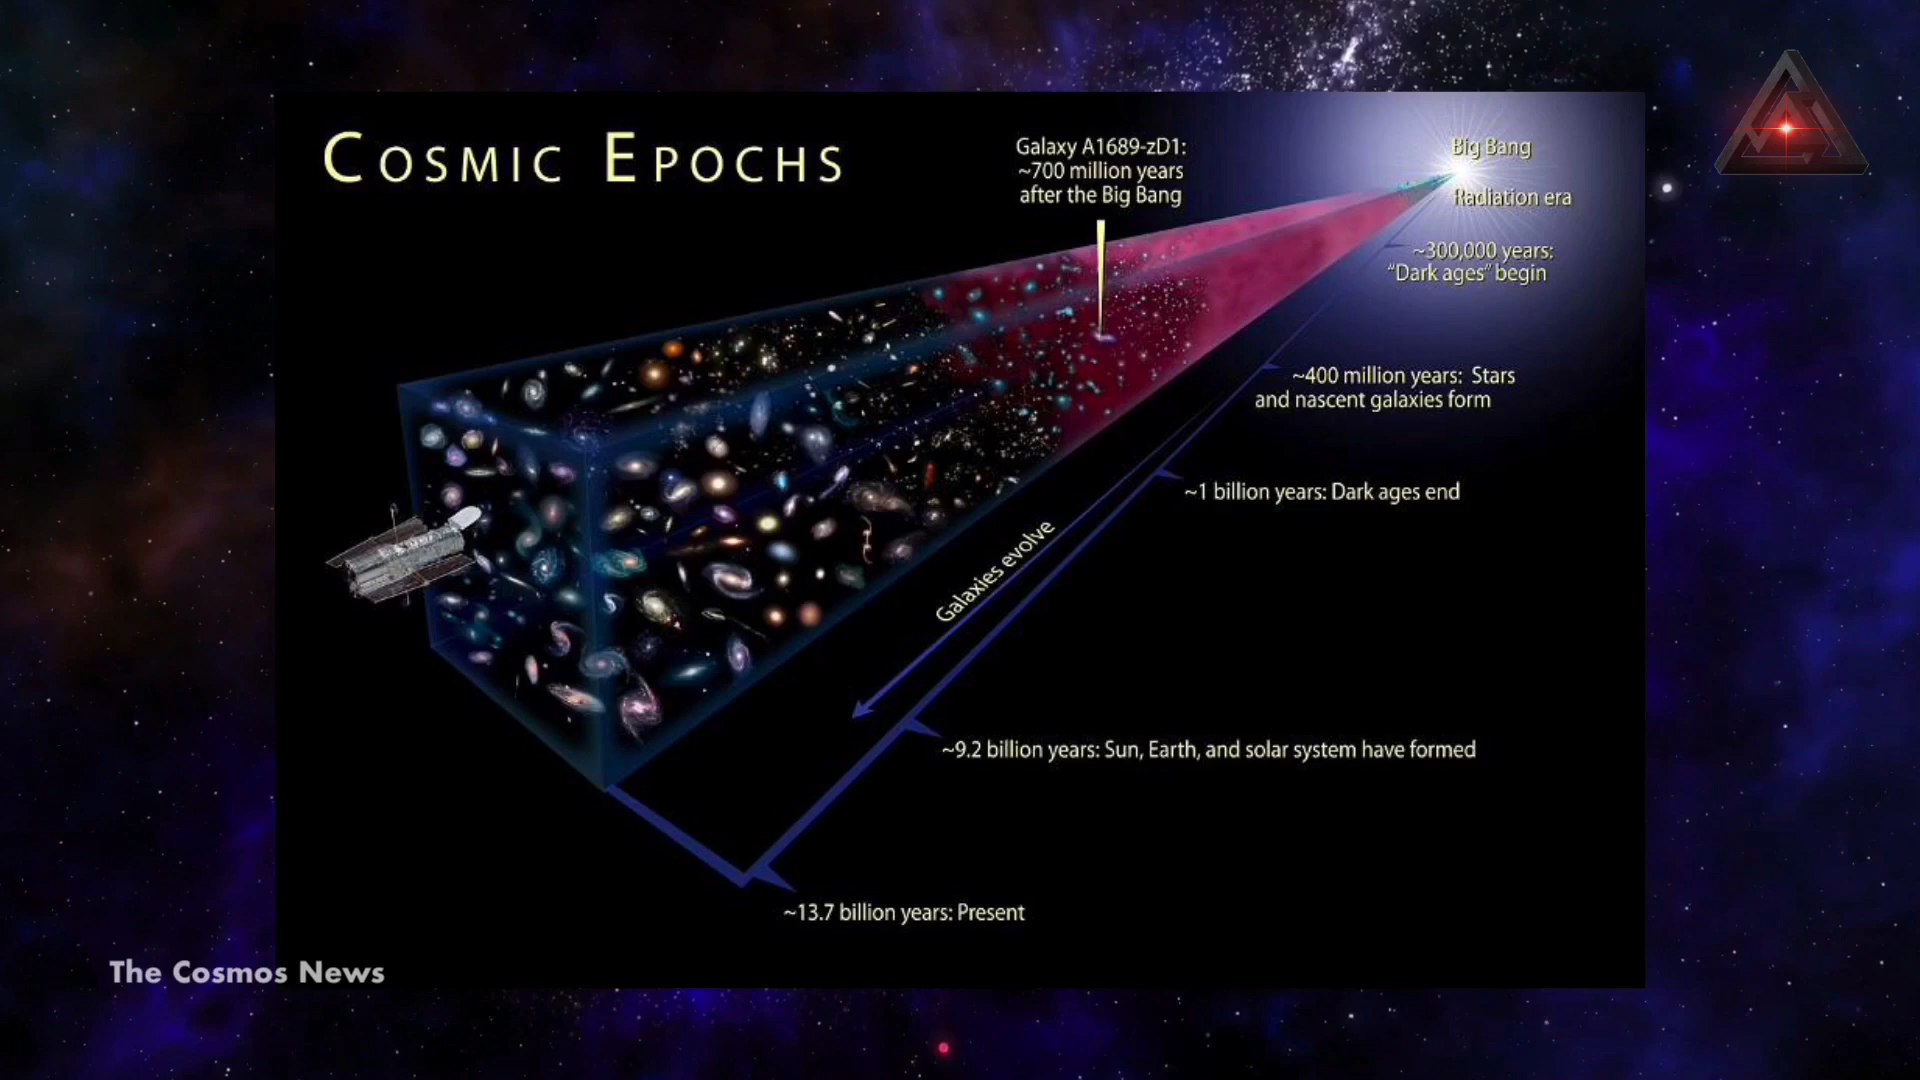 COSMIC EPOCHS
Galaxy A1689-zD1:
~700 million years
after the Big Bang
Big Bang
Radiation era
~300,000 years:
“Dark ages” begin
~400 million years: Stars
and nascent galaxies form
~1 billion years: Dark ages end
Galaxies evolve
~9.2 billion years: Sun, Earth, and solar system have formed
~13.7 billion years: Present
The Cosmos News